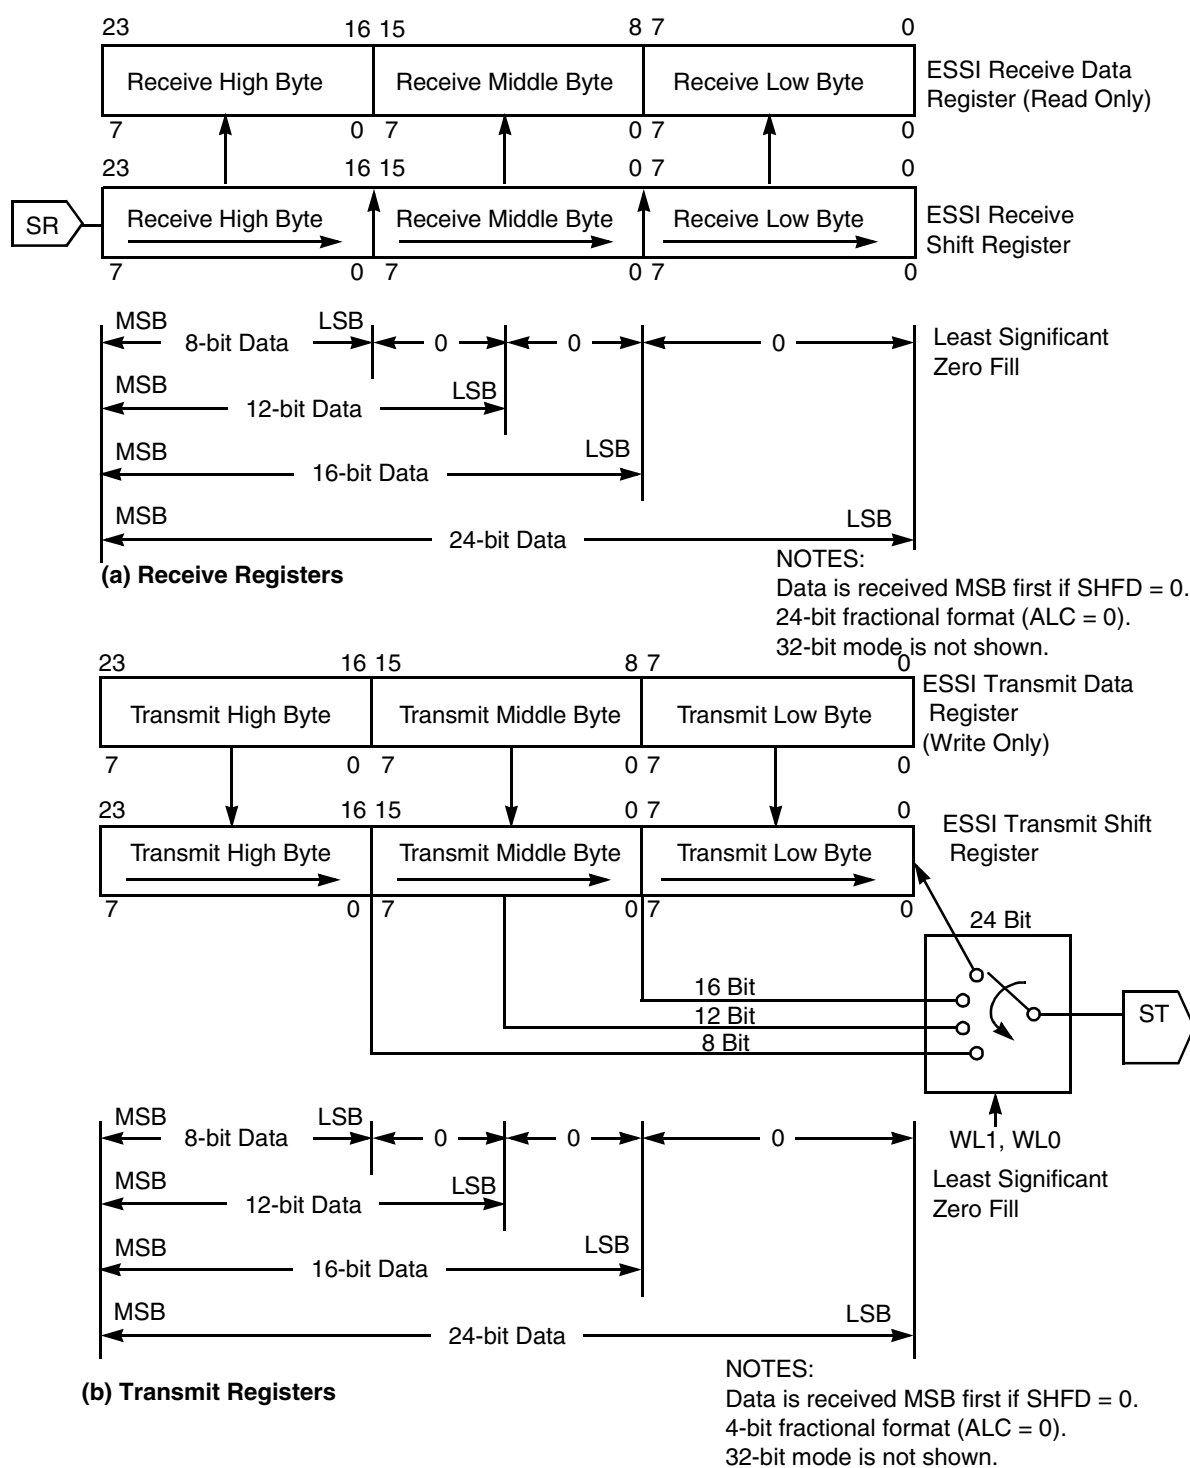 23 16 15 8 7 0
Receive High Byte Receive Middle Byte Receive Low Byte
ESSI Receive Data
Register (Read Only)
7 0 7 0 7 0
23 16 15 0 7 0
SR
Receive High Byte Receive Middle Byte Receive Low Byte
ESSI Receive
Shift Register
7 0 7 0 7 0
MSB LSB
8-bit Data 0 0 0
Least Significant
Zero Fill
MSB LSB
12-bit Data
MSB LSB
16-bit Data
MSB LSB
24-bit Data
(a) Receive Registers
NOTES:
Data is received MSB first if SHFD = 0.
24-bit fractional format (ALC = 0).
32-bit mode is not shown.
23 16 15 8 7 0
Transmit High Byte Transmit Middle Byte Transmit Low Byte
ESSI Transmit Data
Register
(Write Only)
7 0 7 0 7 0
23 16 15 0 7 0
Transmit High Byte Transmit Middle Byte Transmit Low Byte
ESSI Transmit Shift
Register
7 0 7 0 7 0
24 Bit
16 Bit
12 Bit
8 Bit
ST
WL1, WL0
MSB LSB
8-bit Data 0 0 0
Least Significant
Zero Fill
MSB LSB
12-bit Data
MSB LSB
16-bit Data
MSB LSB
24-bit Data
(b) Transmit Registers
NOTES:
Data is received MSB first if SHFD = 0.
4-bit fractional format (ALC = 0).
32-bit mode is not shown.